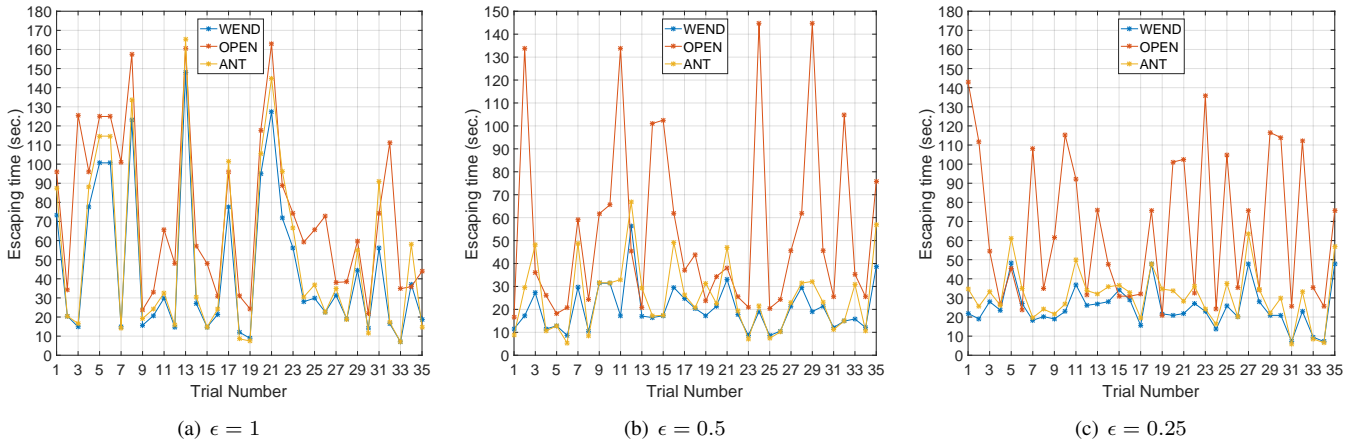 180
170
160
150
140
130
120
110
100
90
80
70
60
50
40
30
20
10
0
Escaping time (sec.)
WEND
OPEN
ANT
1 3 5 7 9 11 13 15 17 19 21 23 25 27 29 31 33 35
Trial Number
(a) ϵ = 1
150
140
130
120
110
100
90
80
70
60
50
40
30
20
10
0
Escaping time (sec.)
WEND
OPEN
ANT
1 3 5 7 9 11 13 15 17 19 21 23 25 27 29 31 33 35
Trial Number
(b) ϵ = 0.5
180
170
160
150
140
130
120
110
100
90
80
70
60
50
40
30
20
10
0
Escaping time (sec.)
WEND
OPEN
ANT
1 3 5 7 9 11 13 15 17 19 21 23 25 27 29 31 33 35
Trial Number
(c) ϵ = 0.25